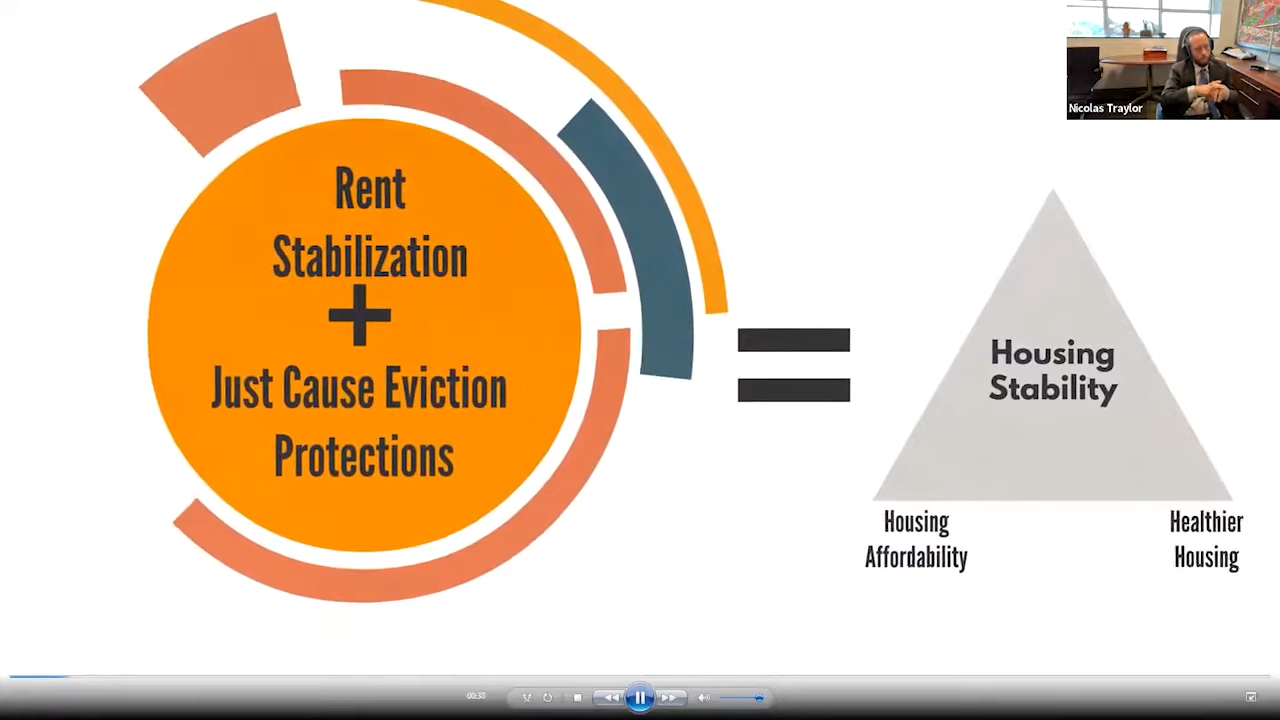 Nicolas Traylor
Rent
Stabilization
+
Just Cause Eviction
Protections
=
Housing
Stability
Housing
Affordability
Healthier
Housing